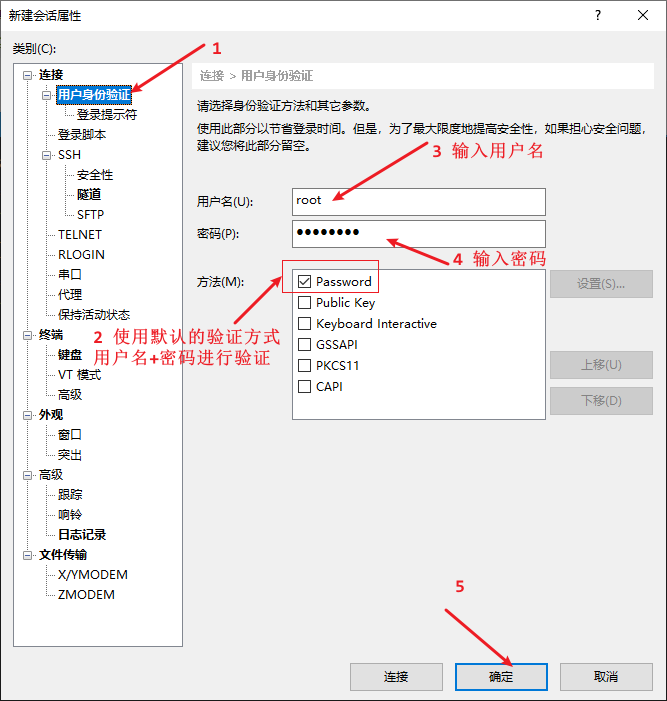 新建会话属性
类别(C):
1
连接
用户身份验证
登录提示符
登录脚本
SSH
安全性
隧道
SFTP
TELNET
RLOGIN
串口
代理
保持活动状态
终端
键盘
VT 模式
高级
外观
窗口
突出
高级
跟踪
响铃
日志记录
文件传输
X/YMODEM
ZMODEM
连接 > 用户身份验证
请选择身份验证方法和其它参数。
使用此部分以节省登录时间。但是，为了最大限度地提高安全性，如果担心安全问题，
建议您将此部分留空。
3 输入用户名
用户名(U):
root
密码(P):
●●●●●●●●
4 输入密码
方法(M):
Password
Public Key
Keyboard Interactive
GSSAPI
PKCS11
CAPI
设置(S)...
上移(U)
下移(D)
2 使用默认的验证方式
用户名+密码进行验证
5
连接
确定
取消